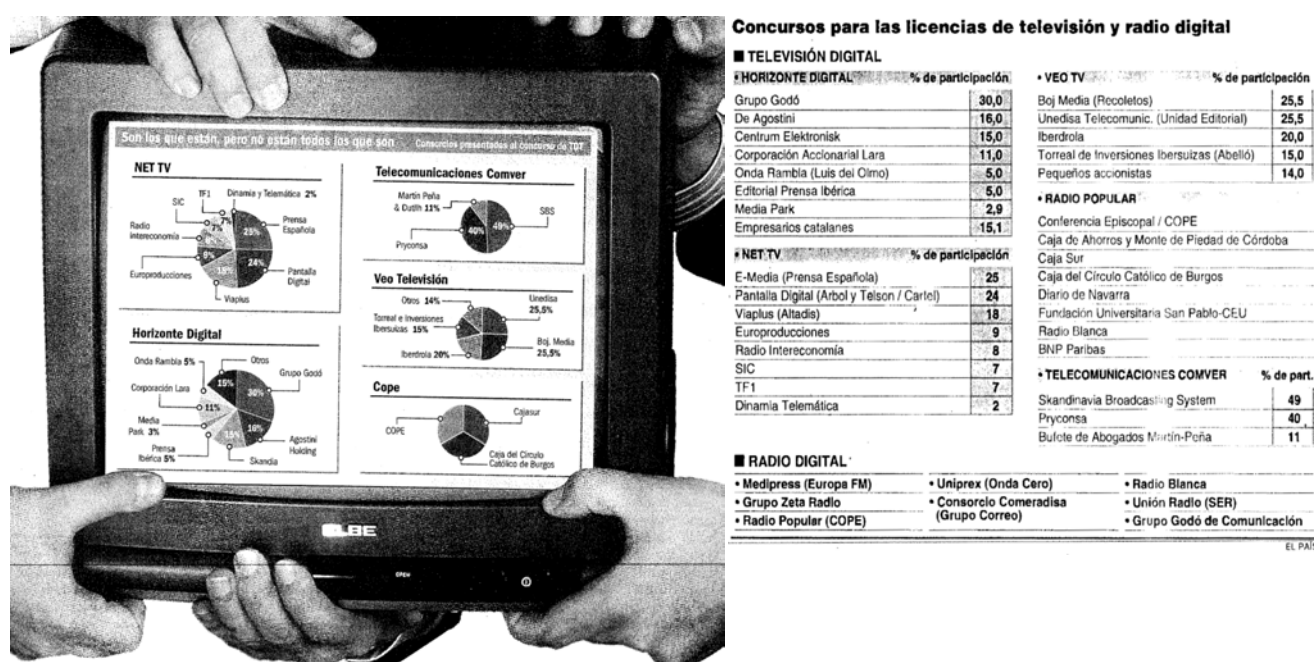 Son los que están, pero no están todos los que son
Consorcios presentados al concurso de TDT
NET TV
TF1
Dinamia y Telemática 2%
SIC
Prensa
Española
Radio
intereconomía
Europroducciones
Pantalla
Digital
Viaplus
7%
7%
25%
24%
18%
9%
Horizonte Digital
Onda Rambla 5%
Otros
Grupo Godó
Corporación Lara
Media
Park 3%
Prensa
Ibérica 5%
Skandia
Agostini
Holding
15%
30%
11%
16%
15%
Telecomunicaciones Comver
Martín Peña
& Dutilh 11%
SBS
Pryconsa
40%
49%
Veo Televisión
Otros 14%
Unedisa
25,5%
Torreal e Inversiones
Ibersuizas 15%
Iberdrola 20%
Boj. Media
25,5%
Cope
COPE
Cajasur
Caja del Círculo
Católico de Burgos
ELBE
OPEN
Concursos para las licencias de televisión y radio digital
TELEVISIÓN DIGITAL
• HORIZONTE DIGITAL % de participación
Grupo Godó 30,0
De Agostini 16,0
Centrum Elektronisk 15,0
Corporación Accionarial Lara 11,0
Onda Rambla (Luis del Olmo) 5,0
Editorial Prensa Ibérica 5,0
Media Park 2,9
Empresarios catalanes 15,1
• NET TV % de participación
E-Media (Prensa Española) 25
Pantalla Digital (Arbol y Telson / Cartel) 24
Viaplus (Altadis) 18
Europroducciones 9
Radio Intereconomía 8
SIC 7
TF1 7
Dinamia Telemática 2
• VEO TV % de participación
Boj Media (Recoletos) 25,5
Unedisa Telecomunic. (Unidad Editorial) 25,5
Iberdrola 20,0
Torreal de Inversiones Ibersuizas (Abelló) 15,0
Pequeños accionistas 14,0
• RADIO POPULAR
Conferencia Episcopal / COPE
Caja de Ahorros y Monte de Piedad de Córdoba
Caja Sur
Caja del Círculo Católico de Burgos
Diario de Navarra
Fundación Universitaria San Pablo-CEU
Radio Blanca
BNP Paribas
• TELECOMUNICACIONES COMVER % de part.
Skandinavia Broadcasting System 49
Pryconsa 40
Bufete de Abogados Martín-Peña 11
RADIO DIGITAL
• Medipress (Europa FM)
• Grupo Zeta Radio
• Radio Popular (COPE)
• Uniprex (Onda Cero)
• Consorcio Comeradisa
(Grupo Correo)
• Radio Blanca
• Unión Radio (SER)
• Grupo Godó de Comunicación
EL PAÍS